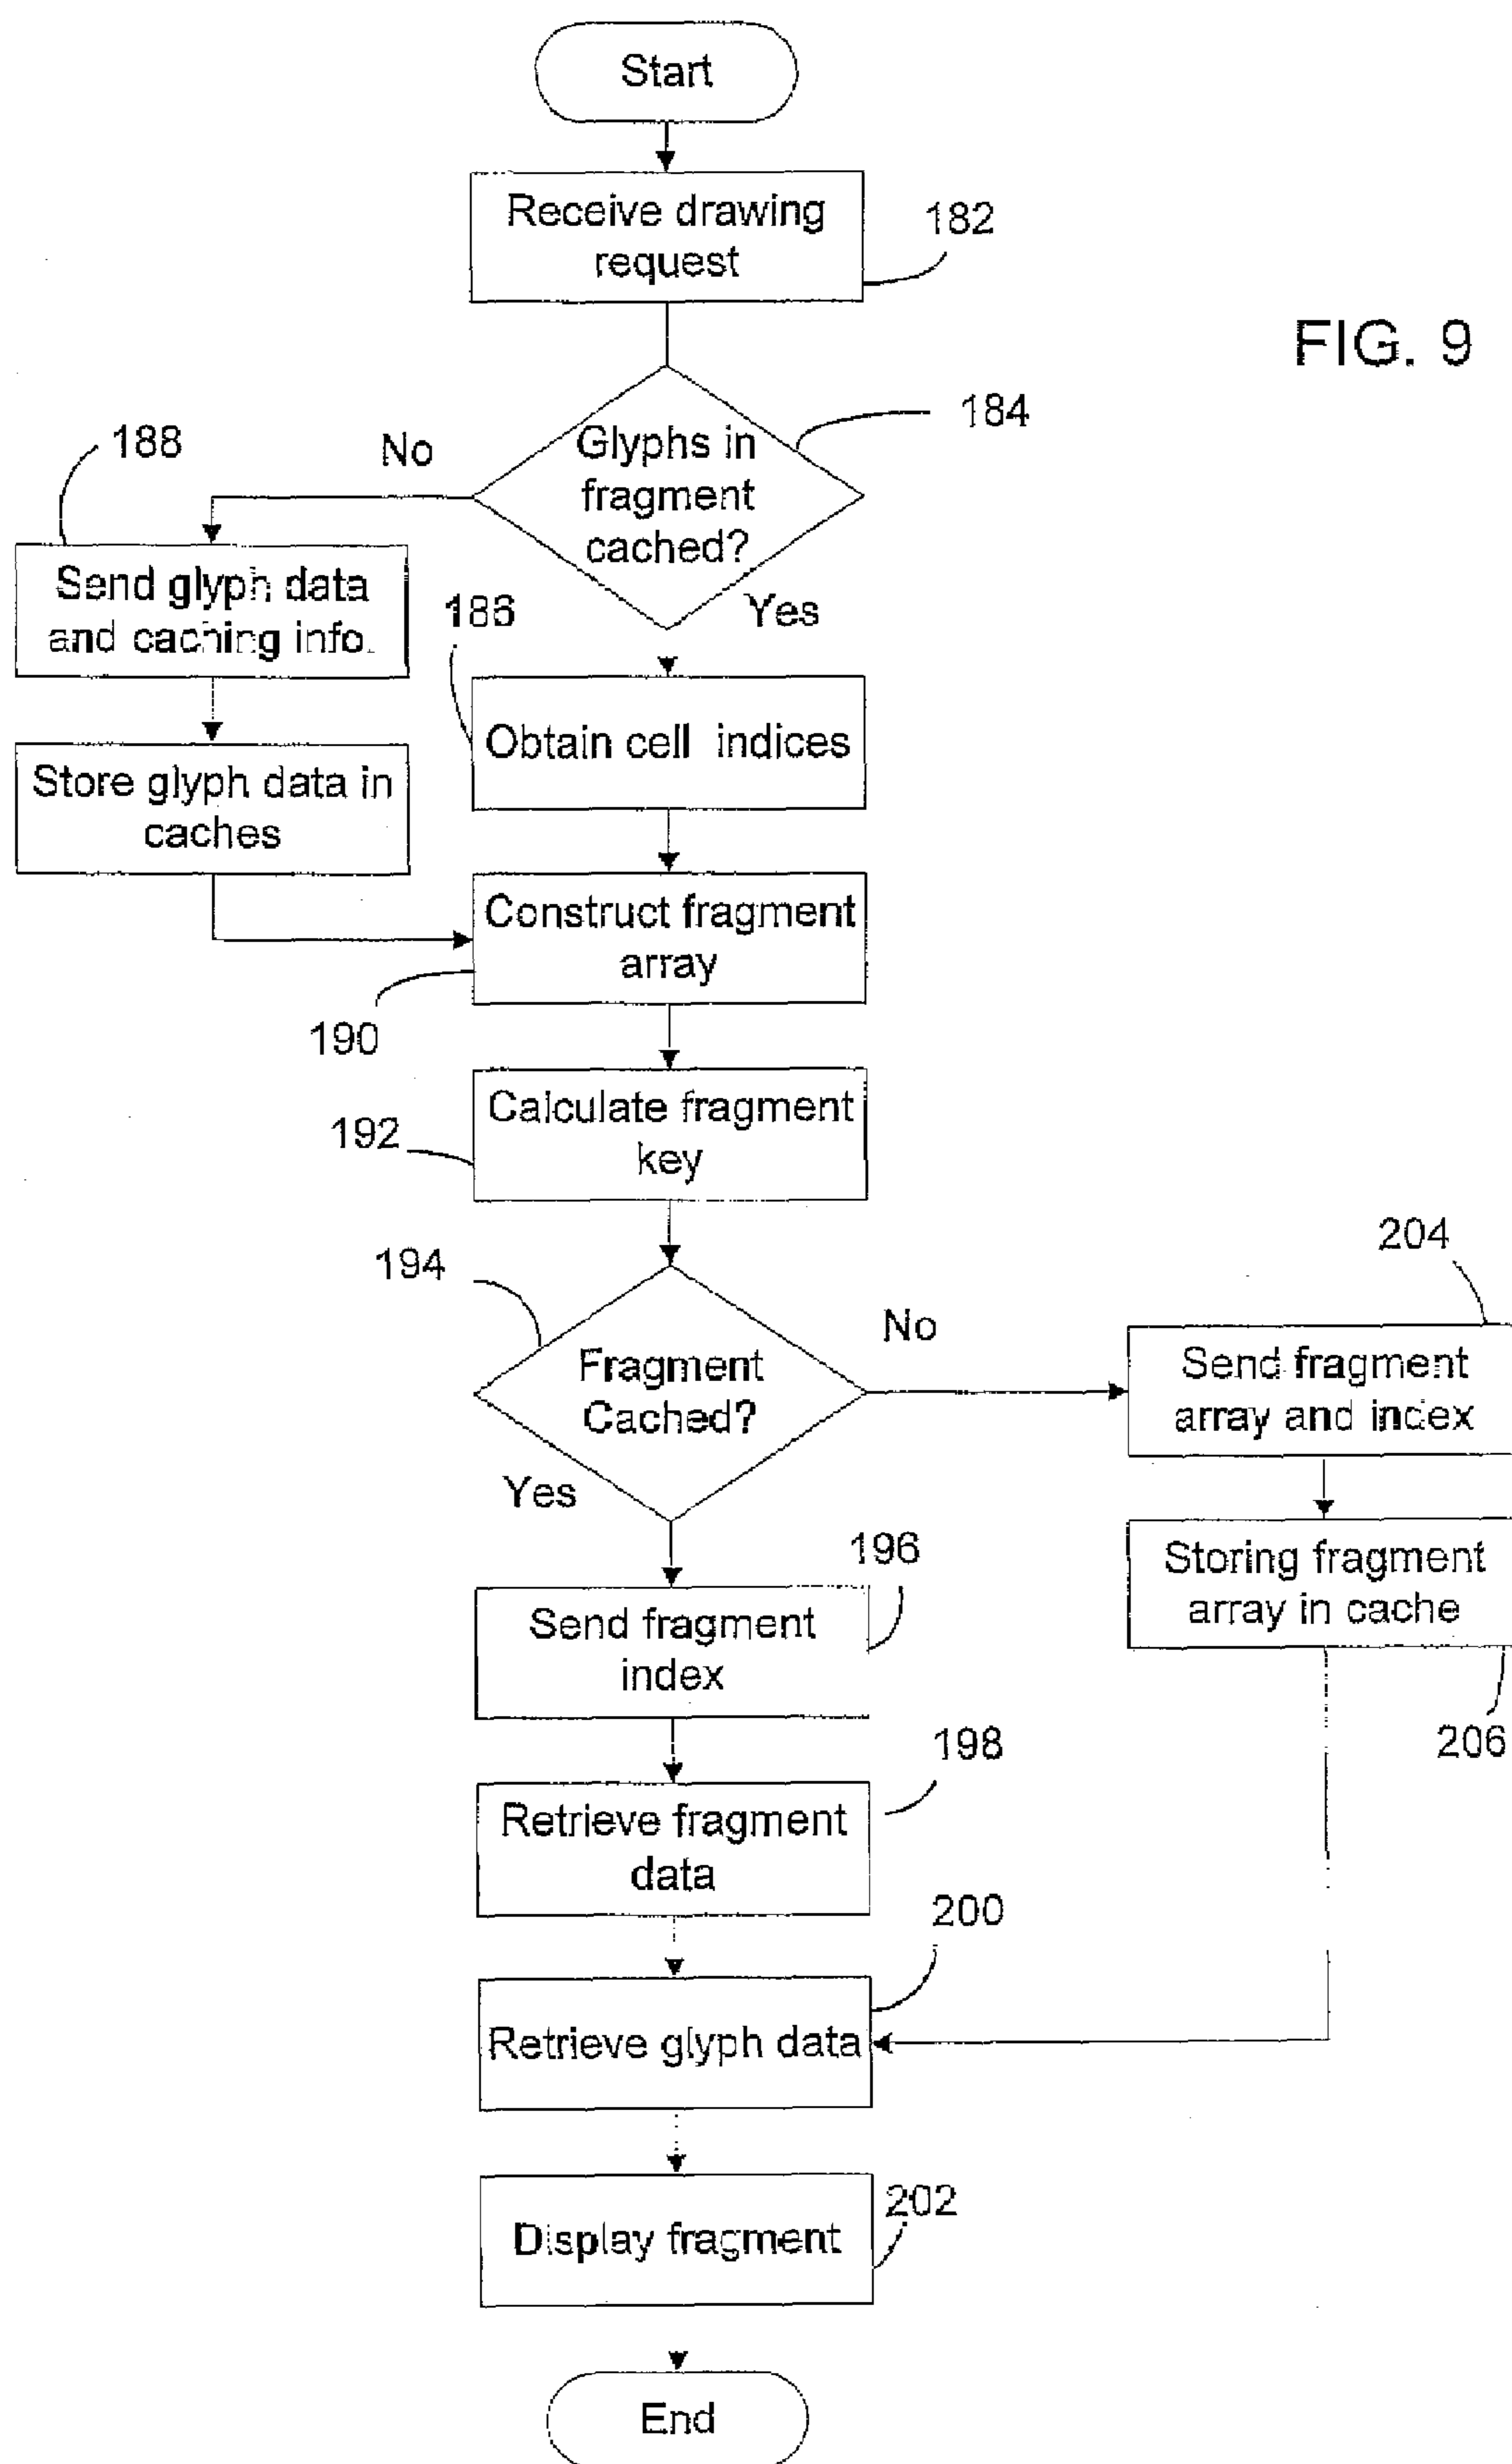 Start
Receive drawing
request
182
FIG. 9
184
Glyphs in
fragment
cached?
No
188
Send glyph data
and caching info.
Yes
186
Obtain cell indices
Store glyph data in
caches
Construct fragment
array
190
Calculate fragment
key
192
194
Fragment
Cached?
No
204
Send fragment
array and index
Yes
196
Send fragment
index
Storing fragment
array in cache
206
198
Retrieve fragment
data
200
Retrieve glyph data
202
Display fragment
End